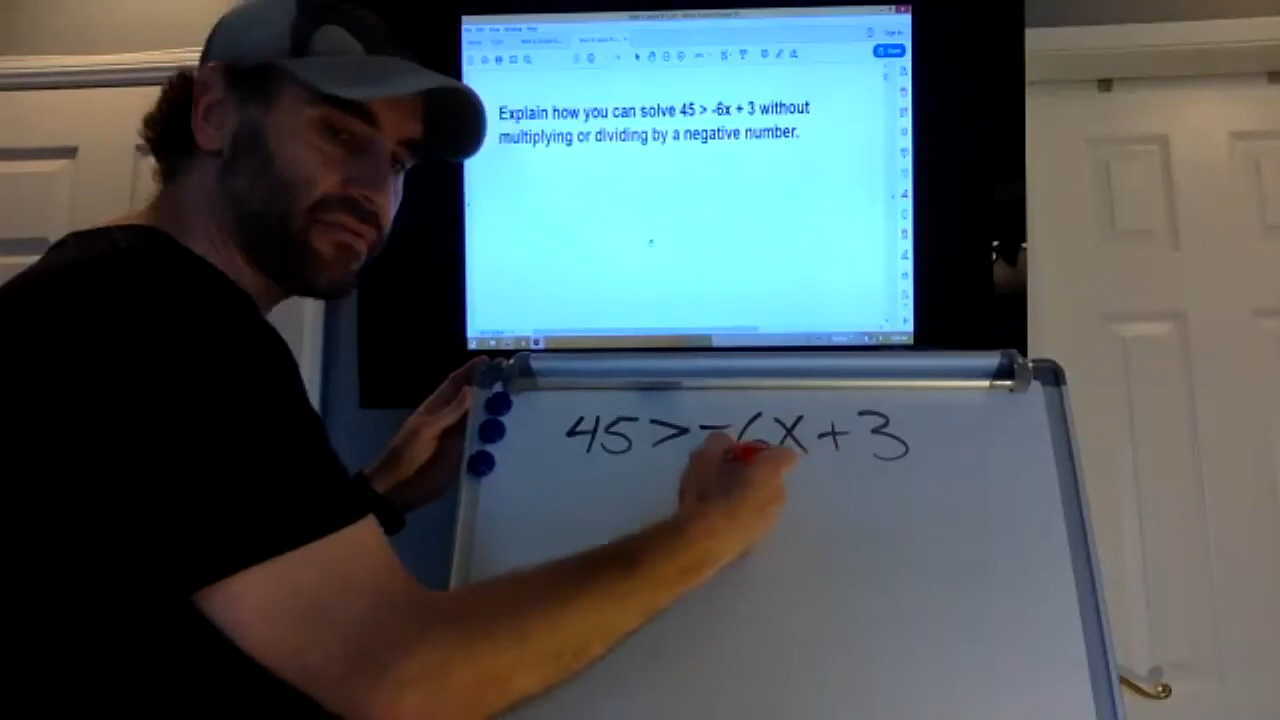 Explain how you can solve 45 > -6x + 3 without
multiplying or dividing by a negative number.
45 > -6x + 3